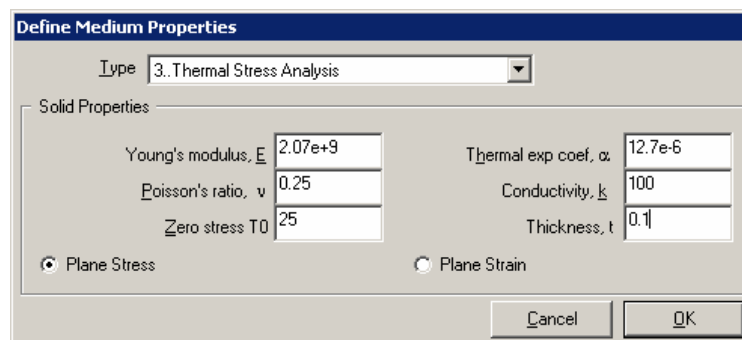 Define Medium Properties
Type 3..Thermal Stress Analysis
Solid Properties
Young's modulus, E 2.07e+9 Thermal exp coef, α 12.7e-6
Poisson's ratio, ν 0.25 Conductivity, k 100
Zero stress T0 25 Thickness, t 0.1
Plane Stress Plane Strain
Cancel OK